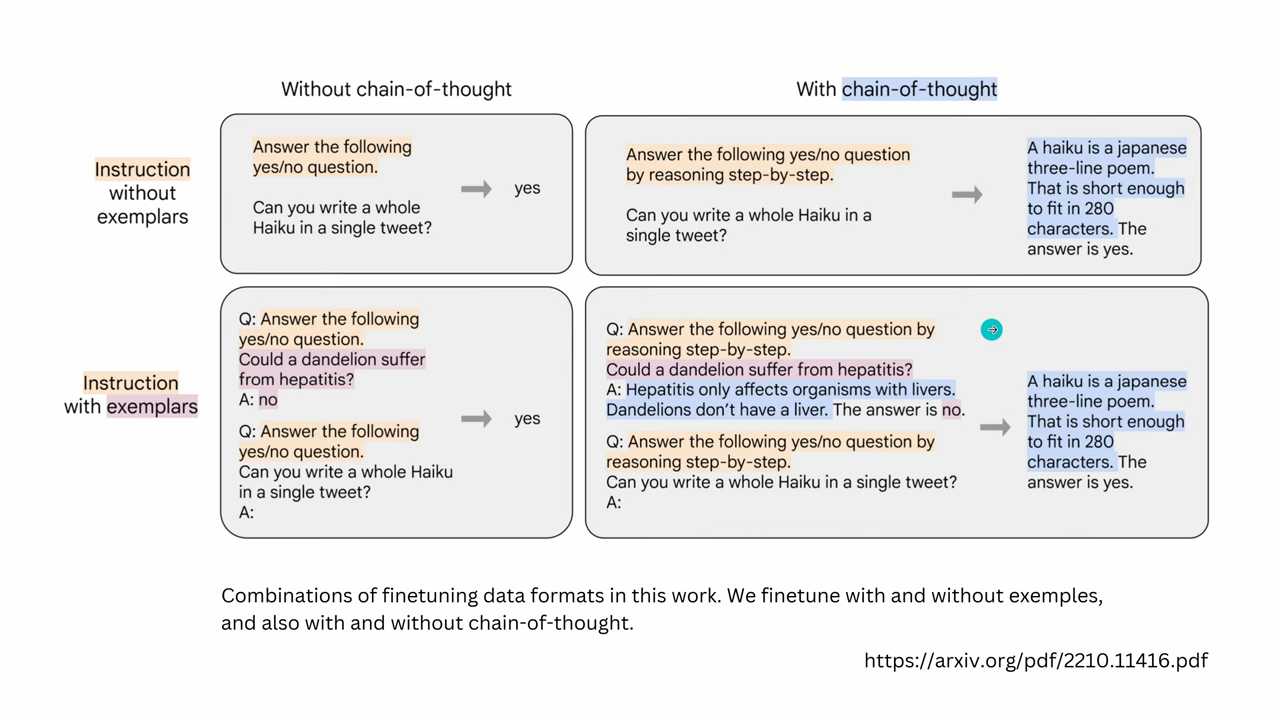 Without chain-of-thought
With chain-of-thought
Instruction
without
exemplars
Answer the following
yes/no question.
Can you write a whole
Haiku in a single tweet?
yes
Answer the following yes/no question
by reasoning step-by-step.
Can you write a whole Haiku in a
single tweet?
A haiku is a japanese
three-line poem.
That is short enough
to fit in 280
characters. The
answer is yes.
Instruction
with exemplars
Q: Answer the following
yes/no question.
Could a dandelion suffer
from hepatitis?
A: no
Q: Answer the following
yes/no question.
Can you write a whole Haiku
in a single tweet?
A:
yes
Q: Answer the following yes/no question by
reasoning step-by-step.
Could a dandelion suffer from hepatitis?
A: Hepatitis only affects organisms with livers.
Dandelions don't have a liver. The answer is no.
Q: Answer the following yes/no question by
reasoning step-by-step.
Can you write a whole Haiku in a single tweet?
A:
A haiku is a japanese
three-line poem.
That is short enough
to fit in 280
characters. The
answer is yes.
Combinations of finetuning data formats in this work. We finetune with and without exemples,
and also with and without chain-of-thought.
https://arxiv.org/pdf/2210.11416.pdf